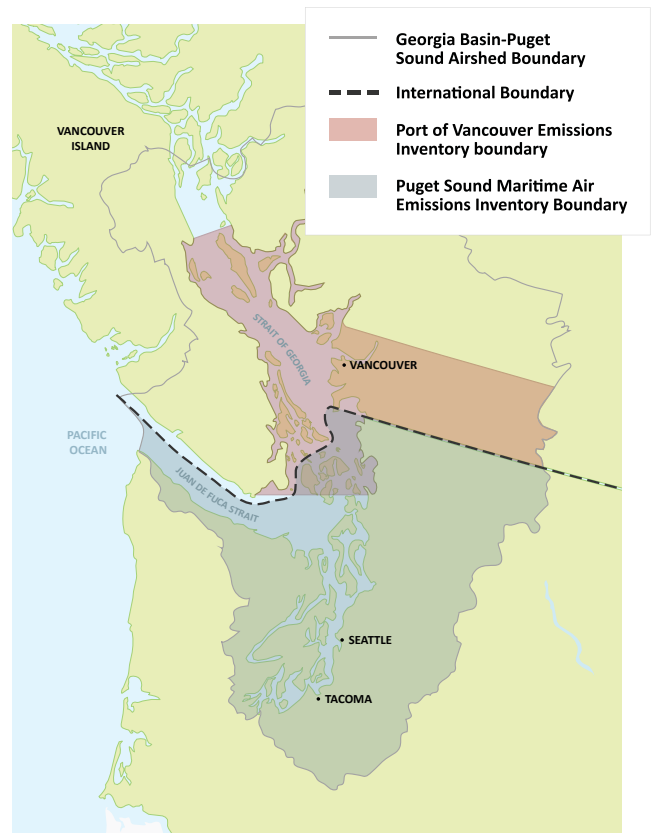 Georgia Basin-Puget
Sound Airshed Boundary
International Boundary
Port of Vancouver Emissions
Inventory boundary
Puget Sound Maritime Air
Emissions Inventory Boundary
VANCOUVER
ISLAND
STRAIT OF GEORGIA
VANCOUVER
PACIFIC
OCEAN
JUAN DE FUCA STRAIT
SEATTLE
TACOMA